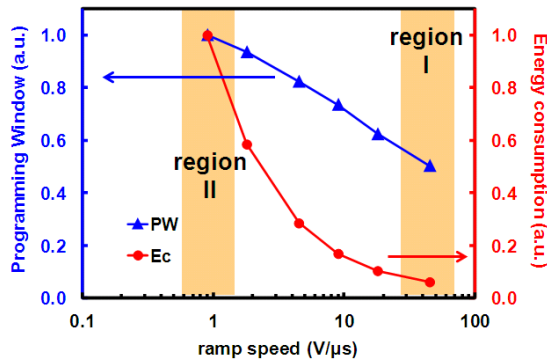 Programming Window (a.u.)
1.0
0.8
0.6
0.4
0.2
0.0
region
I
region
II
PW
Ec
1.0
0.8
0.6
0.4
0.2
0.0
Energy consumption
(a.u.)
0.1
1
10
100
ramp speed (V/µs)